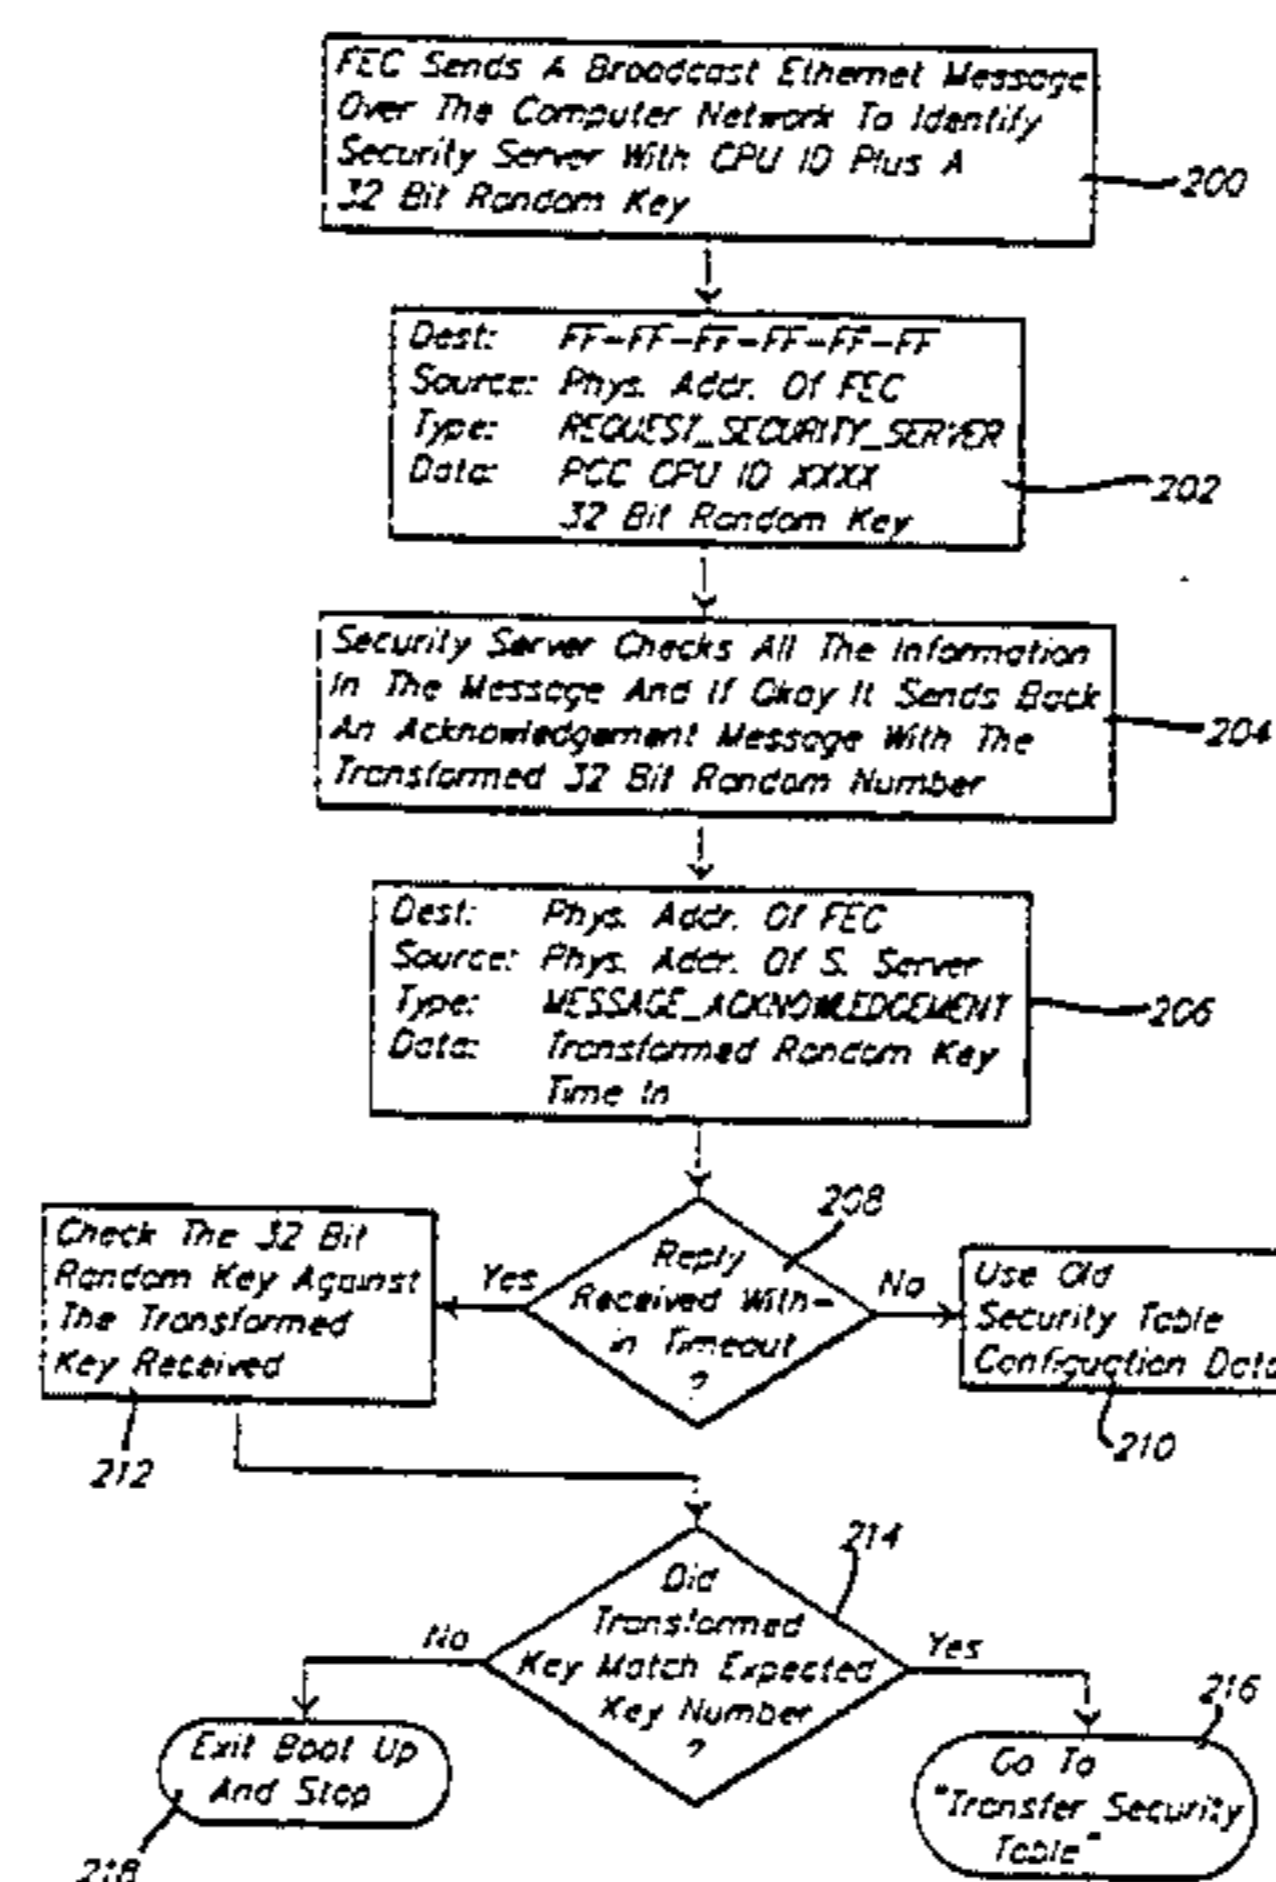 FEC Sends A Broadcast Ethernet Message
Over The Computer Network To Identify
Security Server With CPU ID Plus A
32 Bit Random Key
200
Dest: FF-FF-FF-FF-FF-FF
Source: Phys. Addr. Of FEC
Type: REQUEST_SECURITY_SERVER
Data: PCC CPU ID XXXX
32 Bit Random Key
202
Security Server Checks All The Information
In The Message And If Okay It Sends Back
An Acknowledgement Message With The
Transformed 32 Bit Random Number
204
Dest: Phys. Addr. Of FEC
Source: Phys. Addr. Of S. Server
Type: MESSAGE_ACKNOWLEDGEMENT
Data: Transformed Random Key
Time In
206
208
Reply
Received With-
in Timeout
?
Yes
No
Check The 32 Bit
Random Key Against
The Transformed
Key Received
212
Use Old
Security Table
Configuation Data
210
214
Did
Transformed
Key Match Expected
Key Number
?
No
Yes
Exit Boot Up
And Stop
218
216
Go To
"Transfer Security
Table"